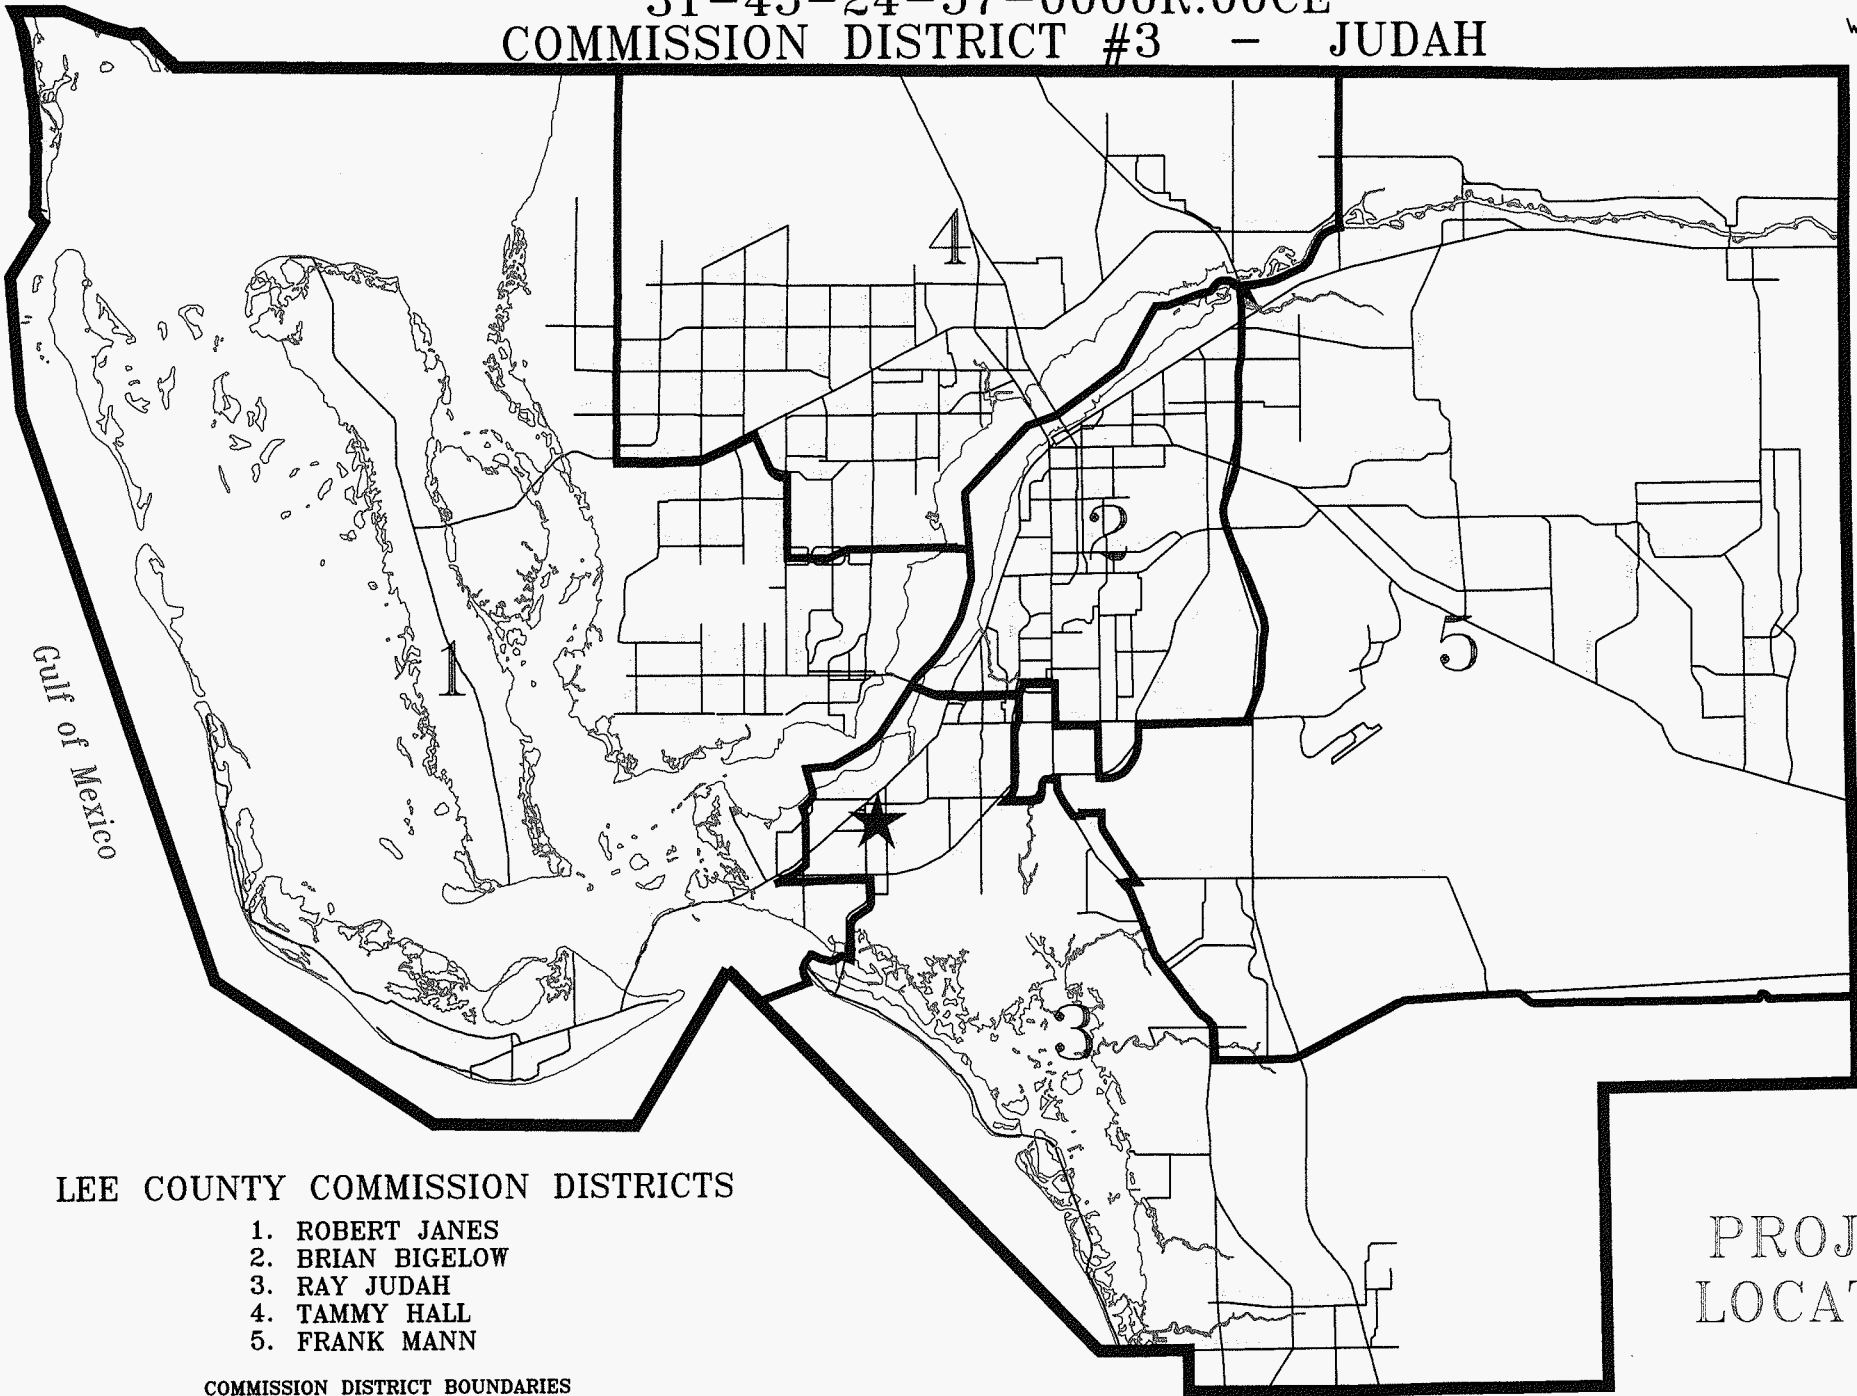 COMMISSION DISTRICT #3 - JUDAH
4
2
5
1
Gulf of Mexico
3
LEE COUNTY COMMISSION DISTRICTS
1. ROBERT JANES
2. BRIAN BIGELOW
3. RAY JUDAH
4. TAMMY HALL
5. FRANK MANN
COMMISSION DISTRICT BOUNDARIES